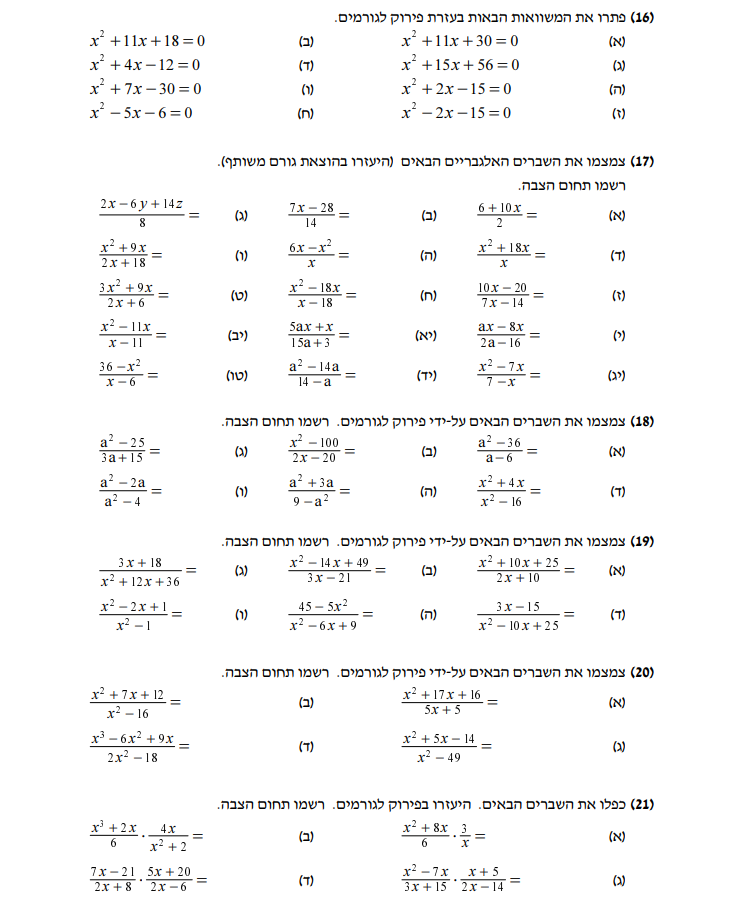 (16) פתרו את המשוואות הבאות בעזרת פירוק לגורמים.
(א) x² + 11x + 30 = 0 (ב) x² + 11x + 18 = 0
(ג) x² + 15x + 56 = 0 (ד) x² + 4x − 12 = 0
(ה) x² + 2x − 15 = 0 (ו) x² + 7x − 30 = 0
(ז) x² − 2x − 15 = 0 (ח) x² − 5x − 6 = 0
(17) צמצמו את השברים האלגבריים הבאים (היעזרו בהוצאת גורם משותף).
רשמו תחום הצבה.
(א) (6 + 10x)/2 = (ב) (7x − 28)/14 = (ג) (2x − 6y + 14z)/8 =
(ד) (x² + 18x)/x = (ה) (6x − x²)/x = (ו) (x² + 9x)/(2x + 18) =
(ז) (10x − 20)/(7x − 14) = (ח) (x² − 18x)/(x − 18) = (ט) (3x² + 9x)/(2x + 6) =
(י) (ax − 8x)/(2a − 16) = (יא) (5ax + x)/(15a + 3) = (יב) (x² − 11x)/(x − 11) =
(יג) (x² − 7x)/(7 − x) = (יד) (a² − 14a)/(14 − a) = (טו) (36 − x²)/(x − 6) =
(18) צמצמו את השברים הבאים על-ידי פירוק לגורמים. רשמו תחום הצבה.
(א) (a² − 36)/(a − 6) = (ב) (x² − 100)/(2x − 20) = (ג) (a² − 25)/(3a + 15) =
(ד) (x² + 4x)/(x² − 16) = (ה) (a² + 3a)/(9 − a²) = (ו) (a² − 2a)/(a² − 4) =
(19) צמצמו את השברים הבאים על-ידי פירוק לגורמים. רשמו תחום הצבה.
(א) (x² + 10x + 25)/(2x + 10) = (ב) (x² − 14x + 49)/(3x − 21) = (ג) (3x + 18)/(x² + 12x + 36) =
(ד) (3x − 15)/(x² − 10x + 25) = (ה) (45 − 5x²)/(x² − 6x + 9) = (ו) (x² − 2x + 1)/(x² − 1) =
(20) צמצמו את השברים הבאים על-ידי פירוק לגורמים. רשמו תחום הצבה.
(א) (x² + 17x + 16)/(5x + 5) = (ב) (x² + 7x + 12)/(x² − 16) =
(ג) (x² + 5x − 14)/(x² − 49) = (ד) (x³ − 6x² + 9x)/(2x² − 18) =
(21) כפלו את השברים הבאים. היעזרו בפירוק לגורמים. רשמו תחום הצבה.
(א) (x² + 8x)/6 · 3/x = (ב) (x³ + 2x)/6 · 4x/(x² + 2) =
(ג) (x² − 7x)/(3x + 15) · (x + 5)/(2x − 14) = (ד) (7x − 21)/(2x + 8) · (5x + 20)/(2x − 6) =